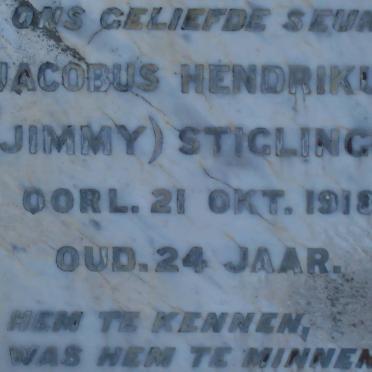 ONS GELIEFDE SEUN
JACOBUS HENDRIKU
(JIMMY) STIGLING
OORL. 21 OKT. 1918
OUD. 24 JAAR.
HEM TE KENNEN,
WAS HEM TE MINNEN